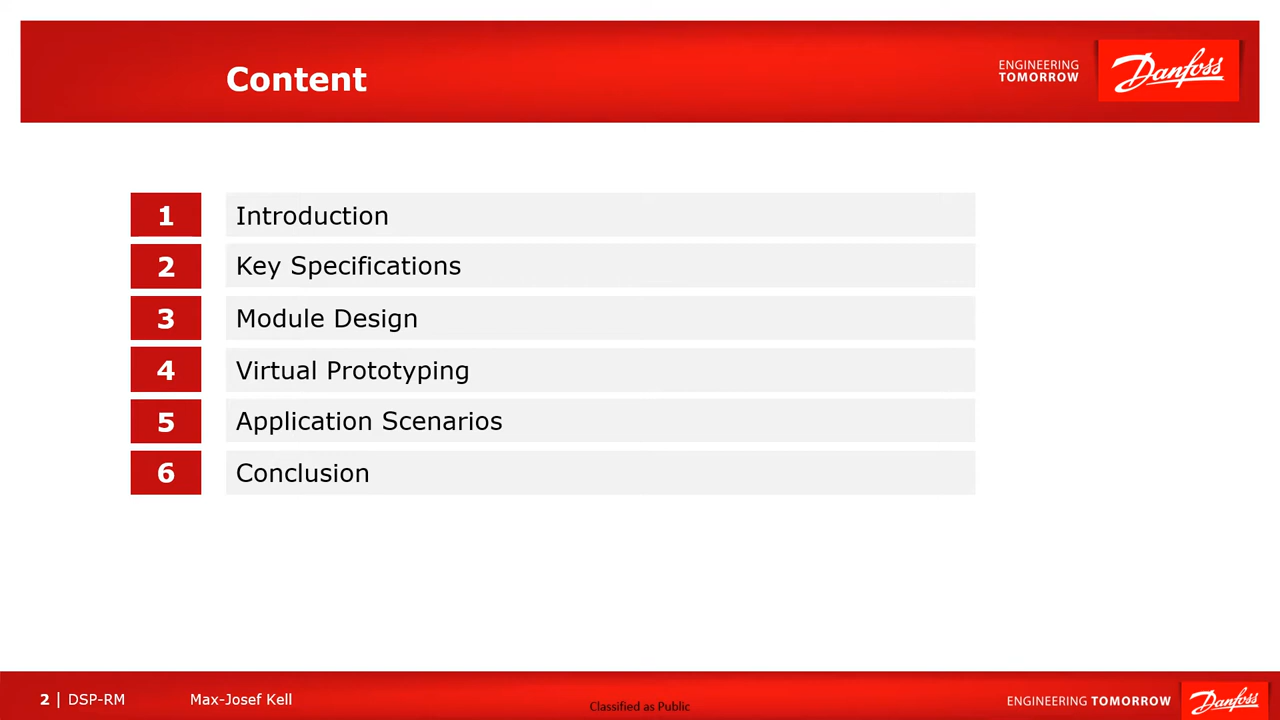 Content
ENGINEERING
TOMORROW
Danfoss
1 Introduction
2 Key Specifications
3 Module Design
4 Virtual Prototyping
5 Application Scenarios
6 Conclusion
2 | DSP-RM Max-Josef Kell Classified as Public ENGINEERING TOMORROW Danfoss